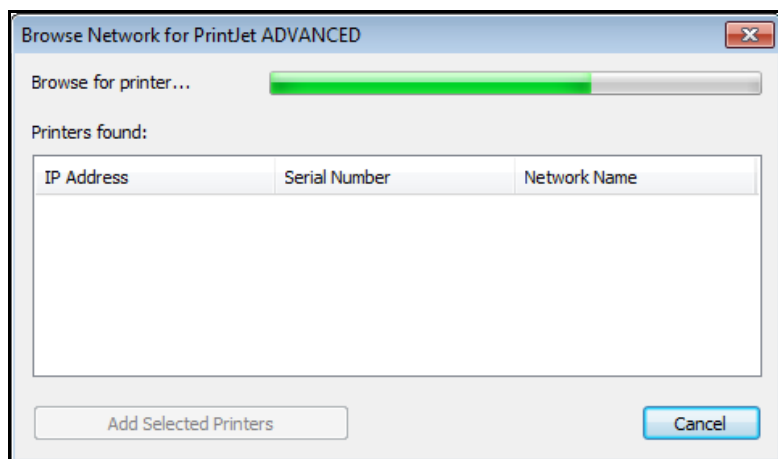 Browse Network for PrintJet ADVANCED
Browse for printer...
Printers found:
IP Address Serial Number Network Name
Add Selected Printers Cancel